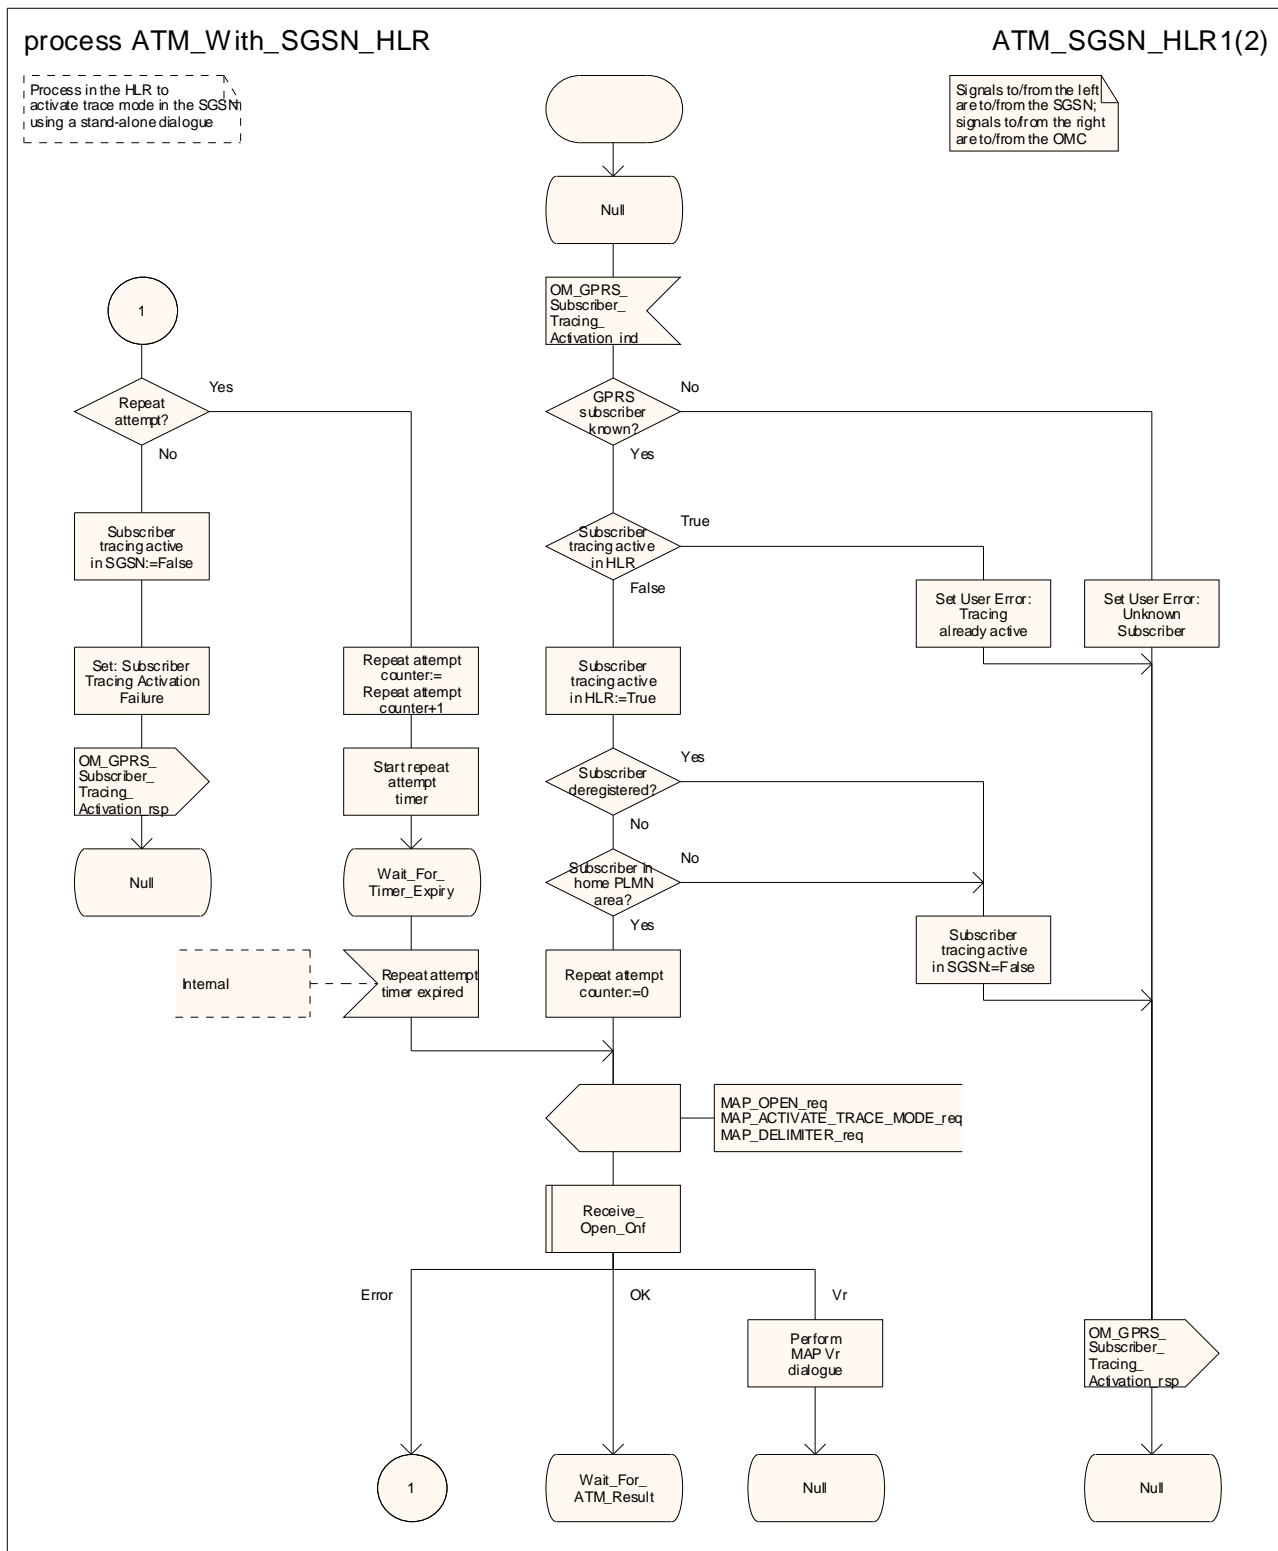 process ATM_With_SGSN_HLR
ATM_SGSN_HLR1(2)
Process in the HLR to
activate trace mode in the SGSN
using a stand-alone dialogue
Signals to/from the left
are to/from the SGSN;
signals to/from the right
are to/from the OMC
Null
OM_GPRS_
Subscriber_
Tracing_
Activation_ind
1
Yes
Repeat
attempt?
No
No
GPRS
subscriber
known?
Yes
Subscriber
tracing active
in SGSN:=False
True
Subscriber
tracing active
in HLR
False
Set User Error:
Tracing
already active
Set User Error:
Unknown
Subscriber
Set: Subscriber
Tracing Activation
Failure
Repeat attempt
counter:=
Repeat attempt
counter+1
Subscriber
tracing active
in HLR:=True
OM_GPRS_
Subscriber_
Tracing_
Activation_rsp
Start repeat
attempt
timer
Yes
Subscriber
deregistered?
No
Null
Wait_For_
Timer_Expiry
No
Subscriber in
home PLMN
area?
Yes
Subscriber
tracing active
in SGSN:=False
Internal
Repeat attempt
timer expired
Repeat attempt
counter:=0
MAP_OPEN_req
MAP_ACTIVATE_TRACE_MODE_req
MAP_DELIMITER_req
Receive_
Open_Cnf
Error
OK
Vr
Perform
MAP Vr
dialogue
OM_GPRS_
Subscriber_
Tracing_
Activation_rsp
1
Wait_For_
ATM_Result
Null
Null